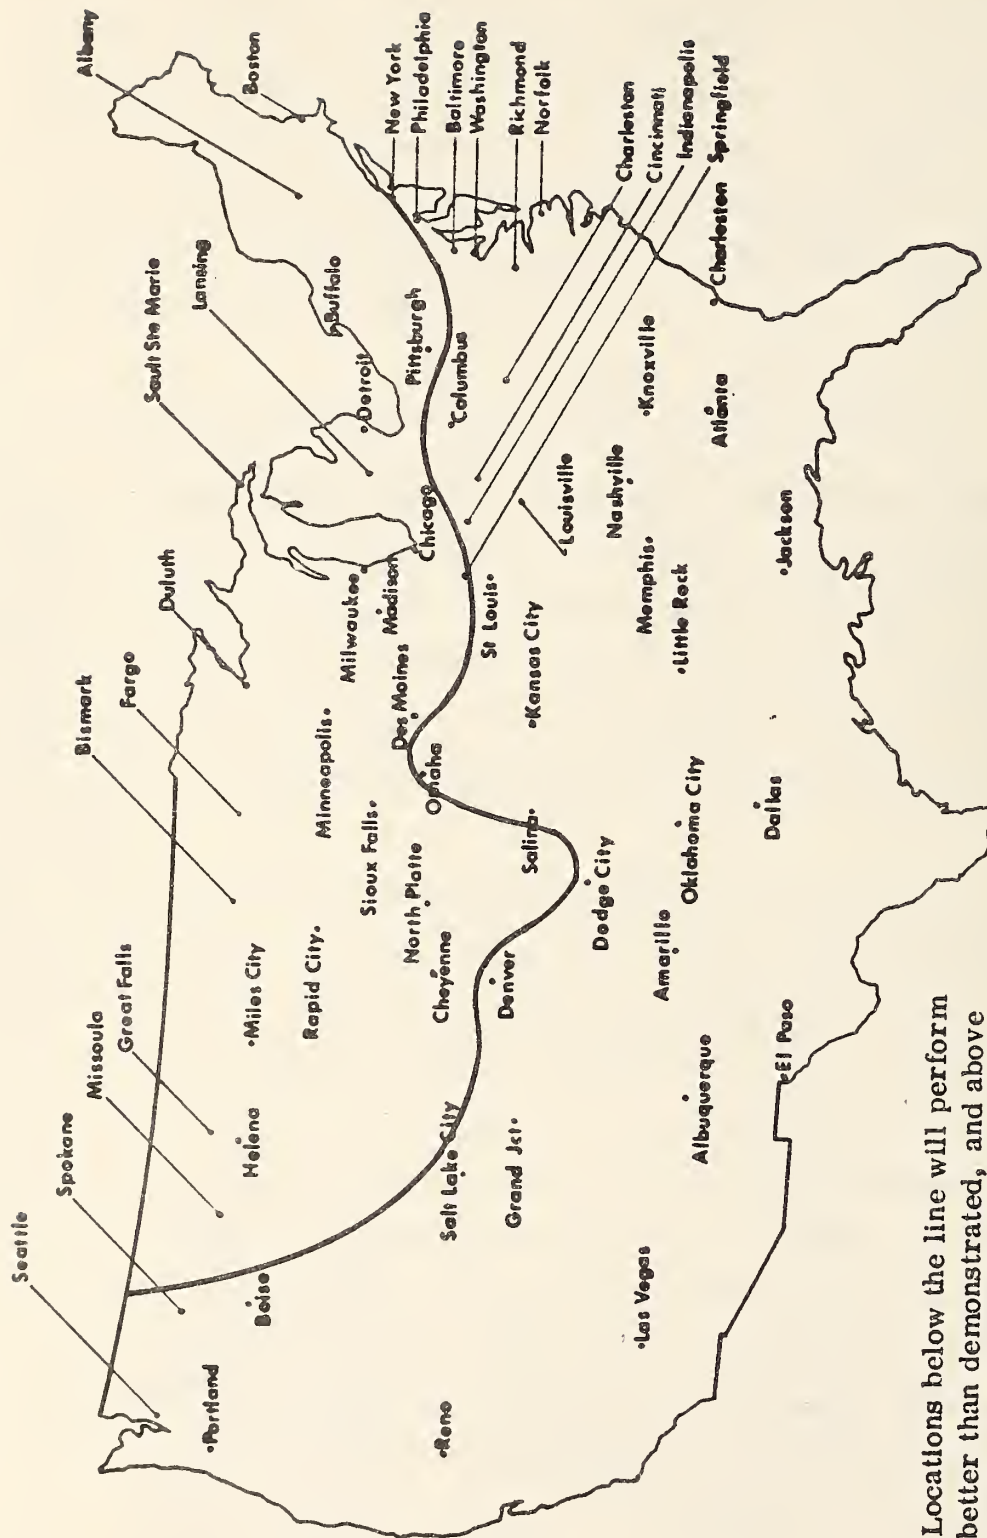 Seattle
Spokane
Missoula
Great Falls
Bismark
Fargo
Duluth
Sault Ste Marie
Lansing
Albany
Boston
Portland
Boise
Helena
Miles City
Rapid City
Minneapolis
Sioux Falls
Milwaukee
Madison
Detroit
Buffalo
New York
Philadelphia
Baltimore
Washington
Richmond
Norfolk
Reno
Salt Lake City
Grand Jct
Cheyenne
North Platte
Omaha
Des Moines
Chicago
Pittsburgh
Columbus
Denver
Salina
St Louis
Kansas City
Louisville
Charleston
Cincinnati
Indianapolis
Springfield
Las Vegas
Dodge City
Amarillo
Oklahoma City
Memphis
Little Rock
Nashville
Knoxville
Atlanta
Charleston
Albuquerque
El Paso
Dallas
Jackson
Locations below the line will perform
better than demonstrated, and above